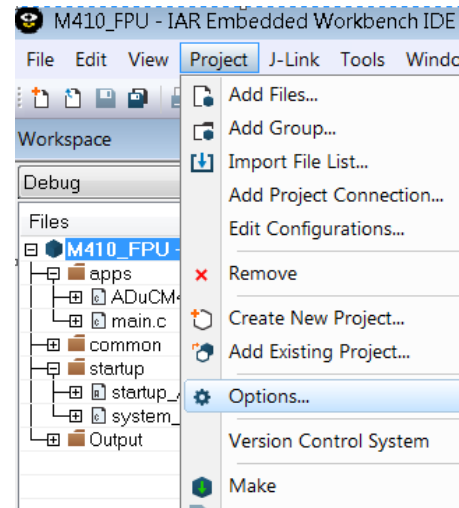 M410_FPU - IAR Embedded Workbench IDE
File Edit View Project J-Link Tools
Add Files...
Workspace
Add Group...
Import File List...
Debug
Add Project Connection...
Files
Edit Configurations...
M410_FPU -
apps
Remove
main.c
Create New Project...
common
Add Existing Project...
startup
Options...
Output
Version Control System
Make